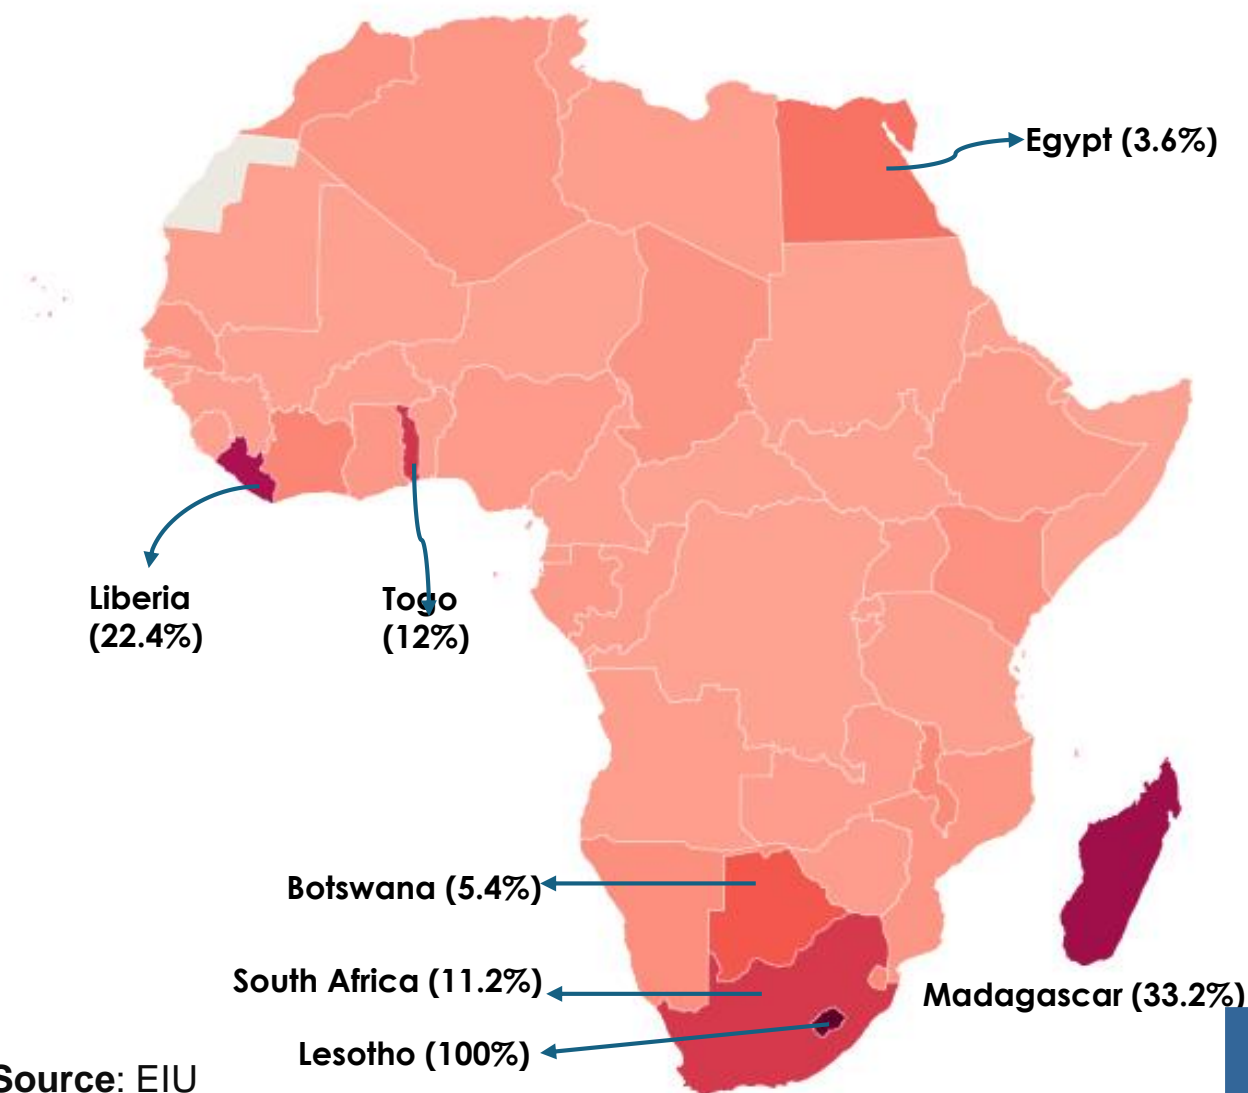 Egypt (3.6%)
Liberia
(22.4%)
Togo
(12%)
Botswana (5.4%)
South Africa (11.2%)
Madagascar (33.2%)
Lesotho (100%)
Source: EIU